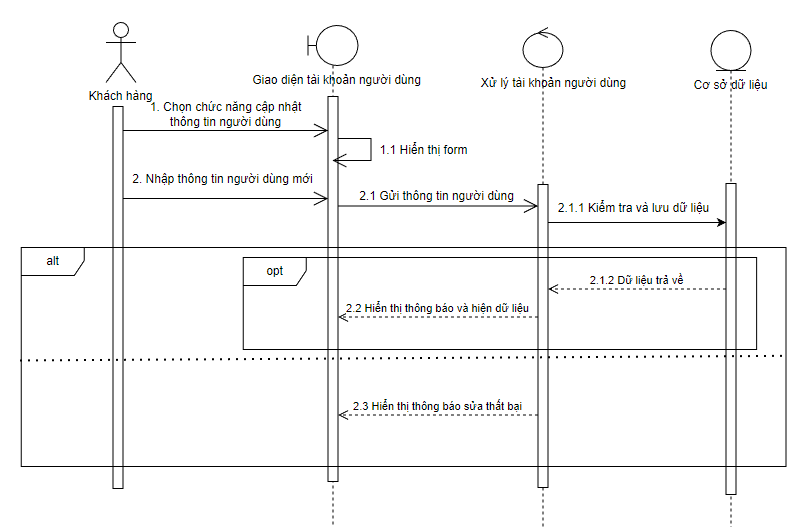 Giao diện tài khoản người dùng
Xử lý tài khoản người dùng
Cơ sở dữ liệu
Khách hàng
1. Chọn chức năng cập nhật
thông tin người dùng
1.1 Hiển thị form
2. Nhập thông tin người dùng mới
2.1 Gửi thông tin người dùng
2.1.1 Kiểm tra và lưu dữ liệu
alt
opt
2.1.2 Dữ liệu trả về
2.2 Hiển thị thông báo và hiện dữ liệu
2.3 Hiển thị thông báo sửa thất bại